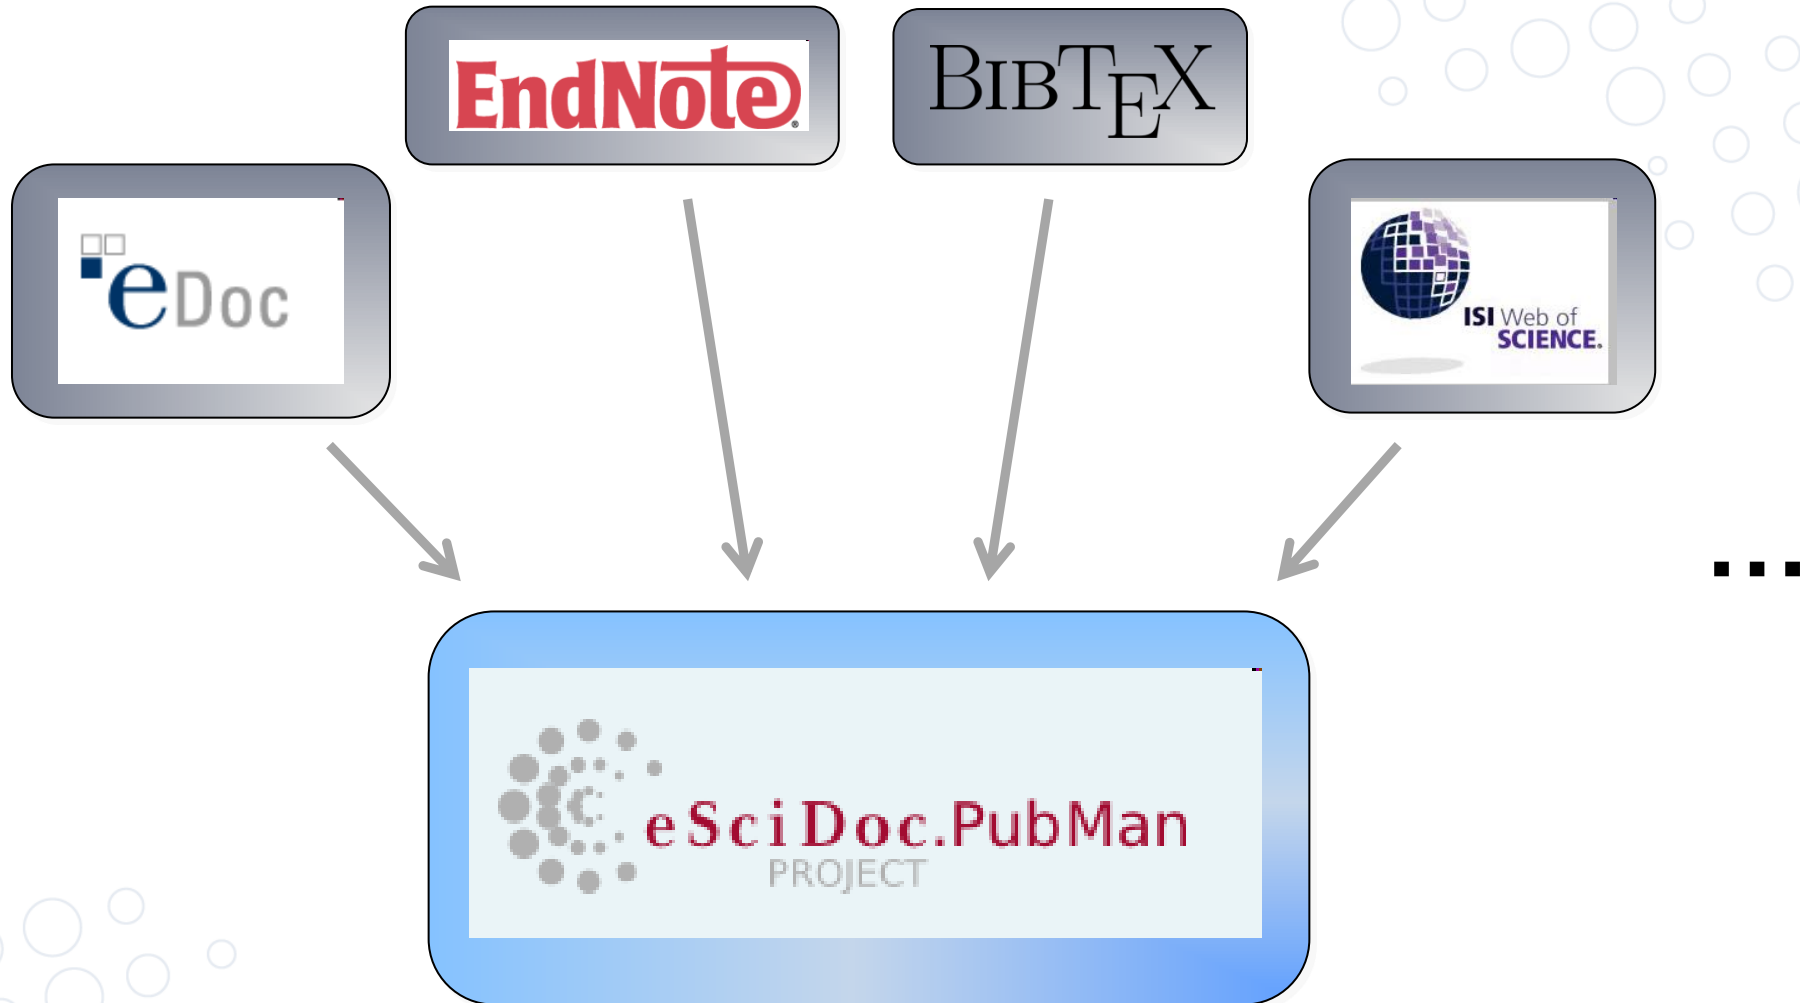 EndNote®
BIBTEX
eDoc
ISI Web of
SCIENCE.
...
eSciDoc.PubMan
PROJECT